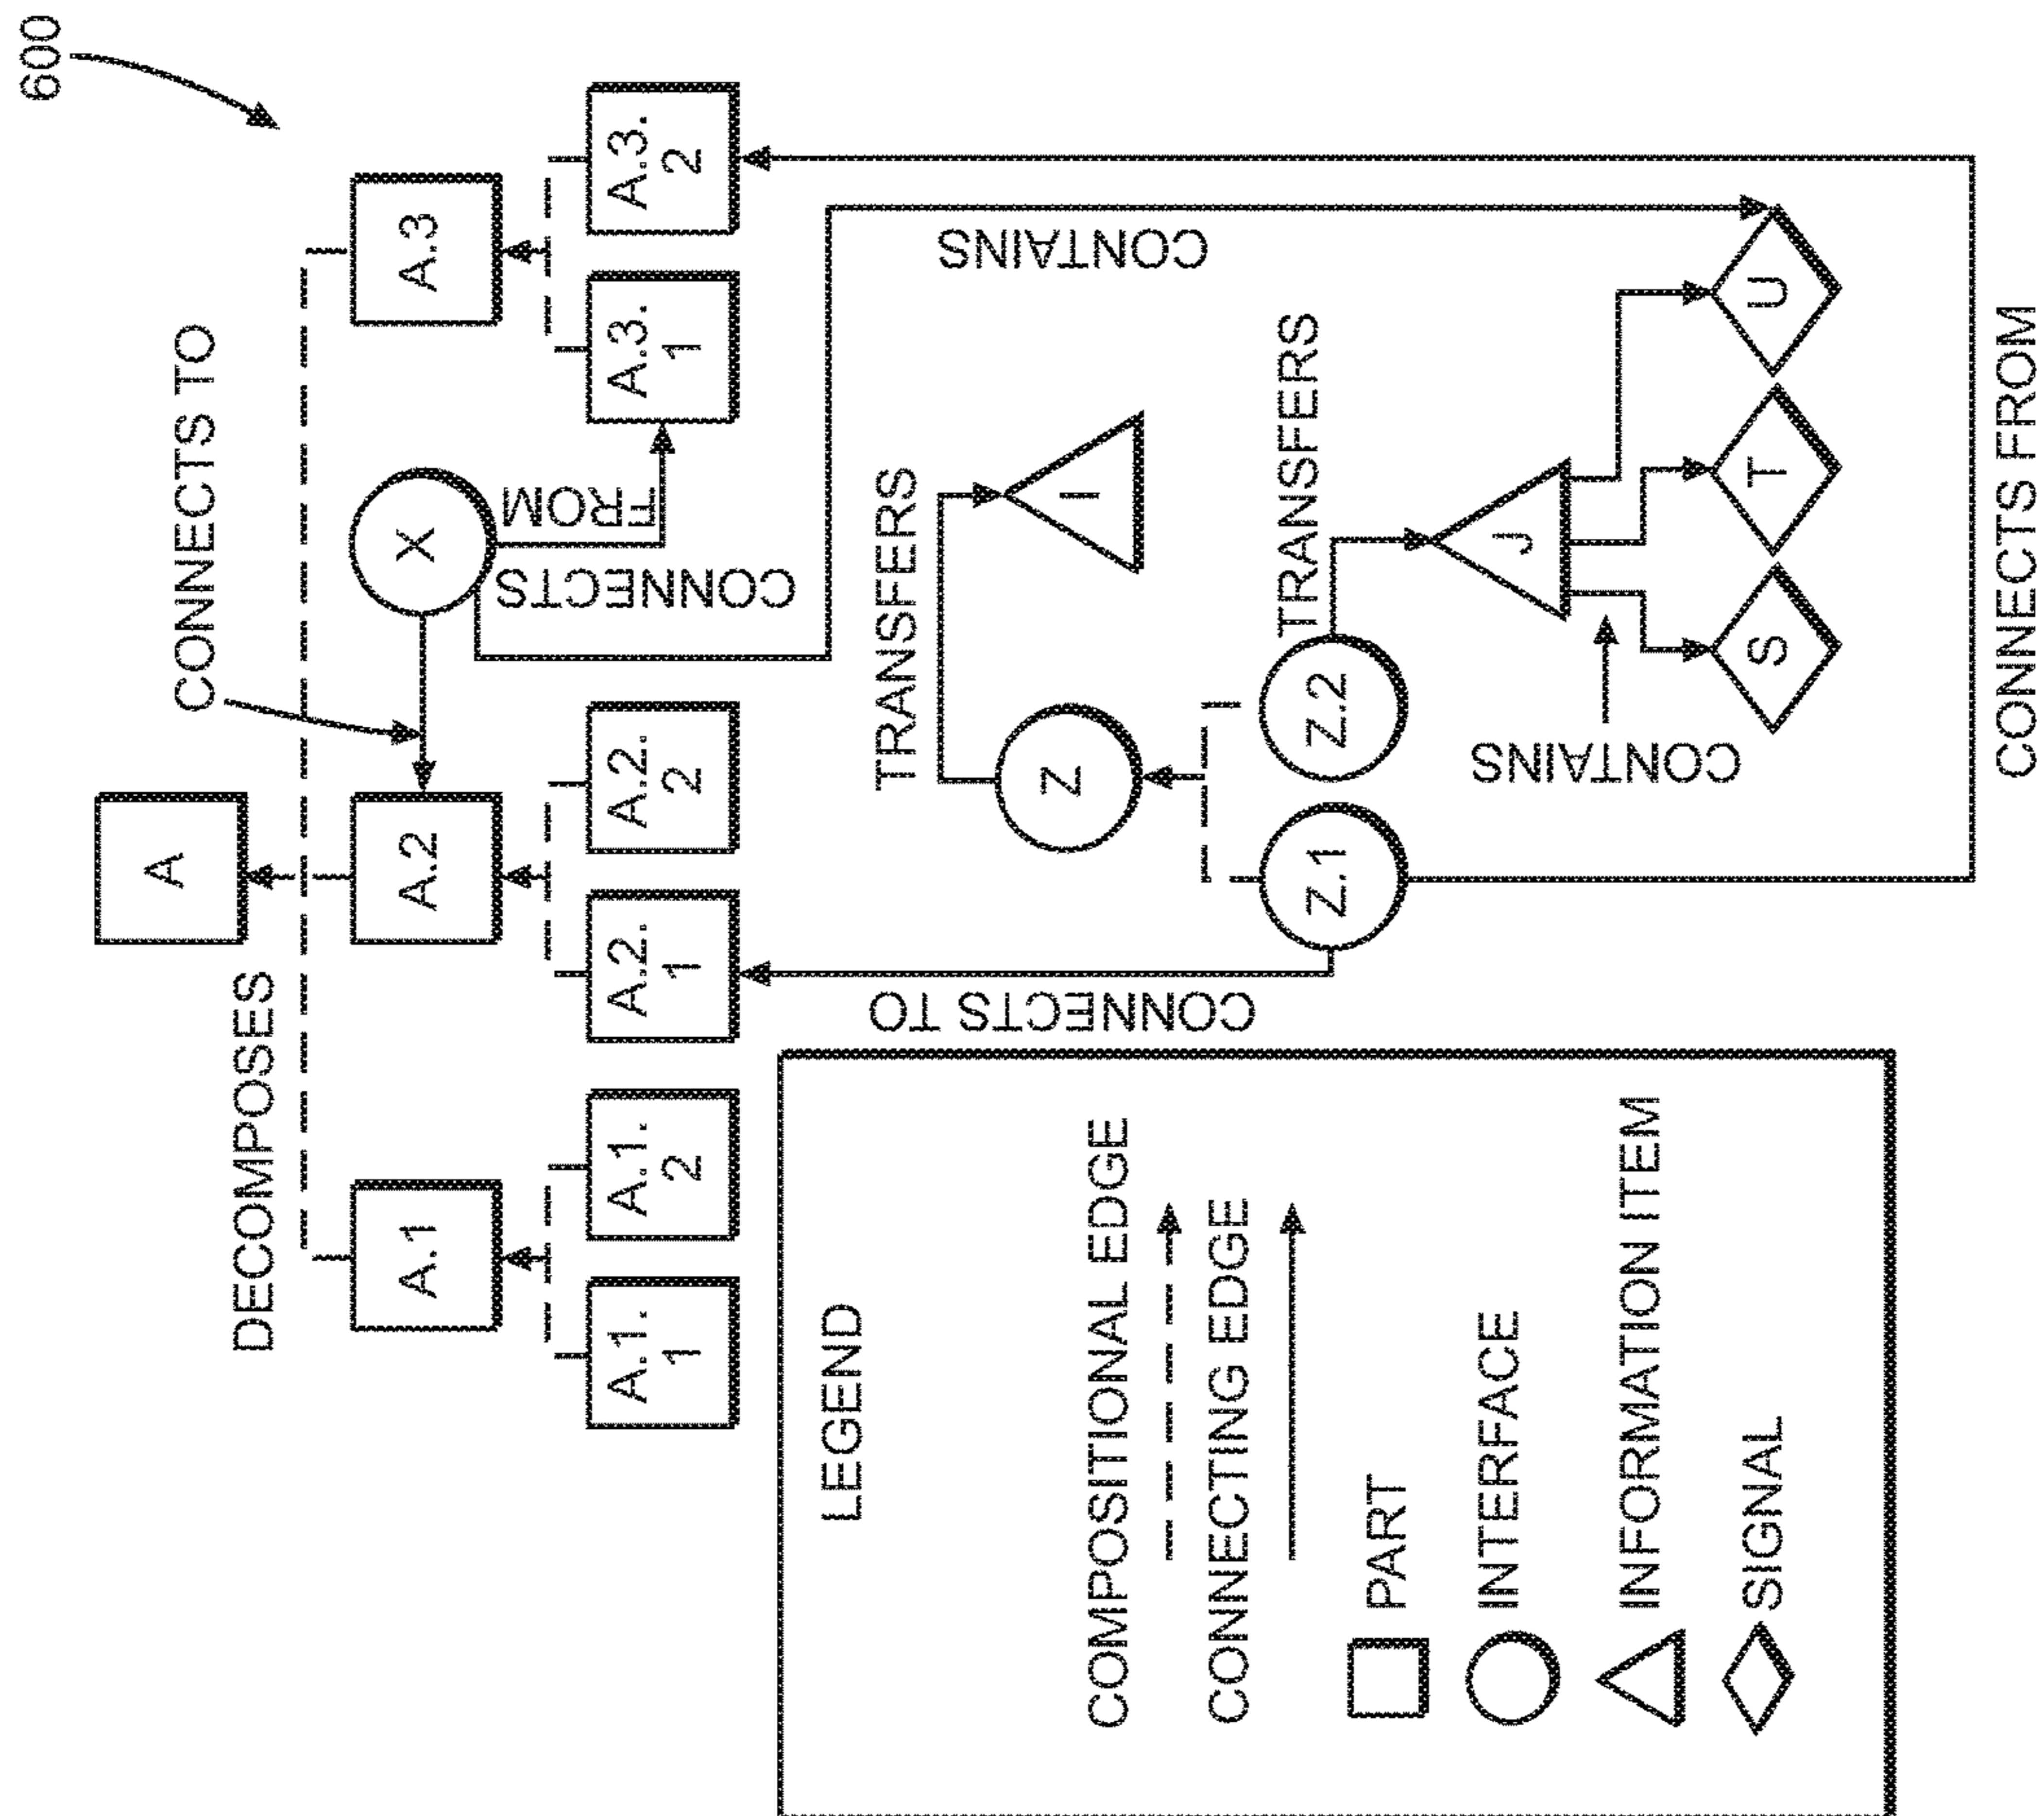 600
CONNECTS TO
DECOMPOSES
A
A.1
A.2
X
A.3
CONNECTS
FROM
A.1.
1
A.1.
2
A.2.
1
A.2.
2
A.3.
1
A.3.
2
CONNECTS TO
TRANSFERS
CONTAINS
Z
I
Z.1
Z.2
TRANSFERS
CONTAINS
J
S
T
U
CONNECTS FROM
LEGEND
COMPOSITIONAL EDGE
CONNECTING EDGE
PART
INTERFACE
INFORMATION ITEM
SIGNAL